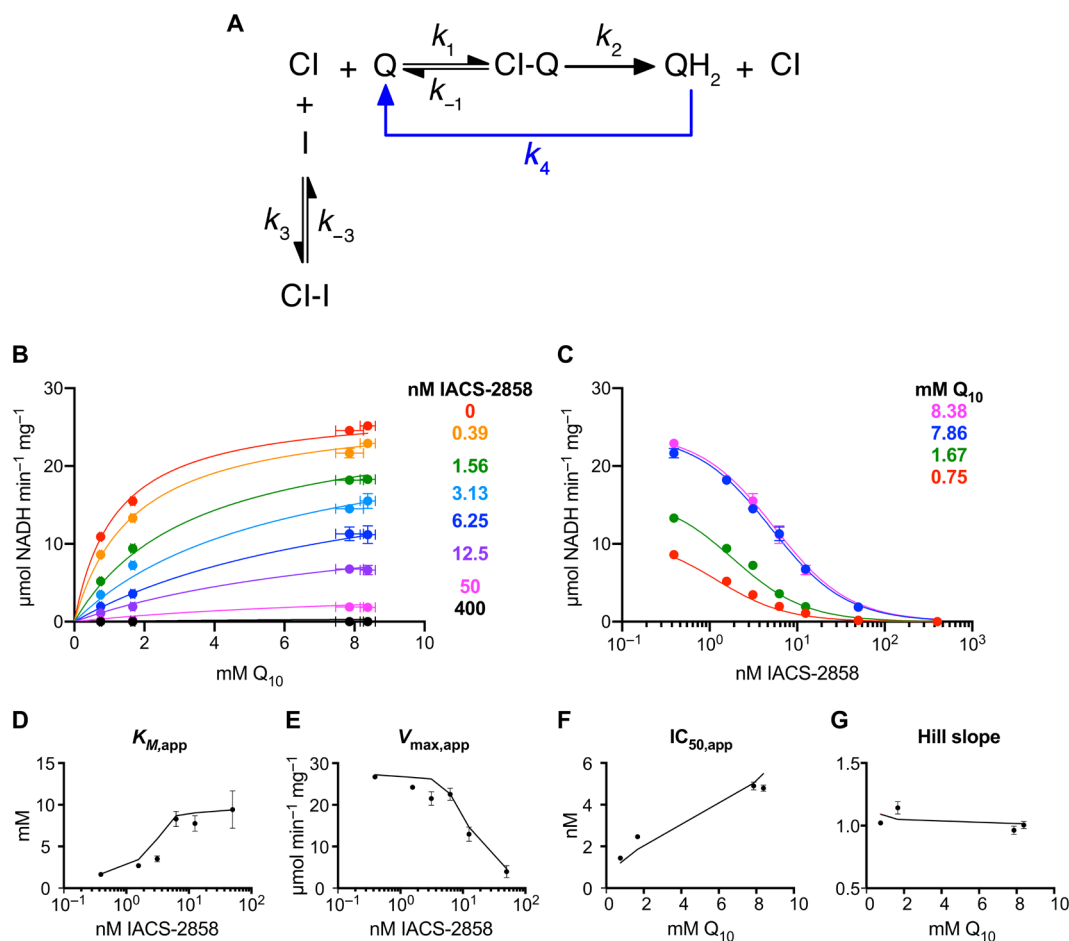 A
k1
k2
CI + Q CI-Q QH2 + CI
k–1
+
I
k4
k3 k–3
CI-I
B
nM IACS-2858
0
0.39
1.56
3.13
6.25
12.5
50
400
30
20
10
0
0 2 4 6 8 10
mM Q10
µmol NADH min–1 mg–1
C
mM Q10
8.38
7.86
1.67
0.75
30
20
10
0
10–1 100 101 102 103
nM IACS-2858
µmol NADH min–1 mg–1
D
KM,app
15
10
5
0
mM
10–1 100 101 102
nM IACS-2858
E
Vmax,app
30
20
10
0
µmol min–1 mg–1
10–1 100 101 102
nM IACS-2858
F
IC50,app
6
4
2
0
nM
0 2 4 6 8 10
mM Q10
G
Hill slope
1.5
1.0
0.5
0 2 4 6 8 10
mM Q10